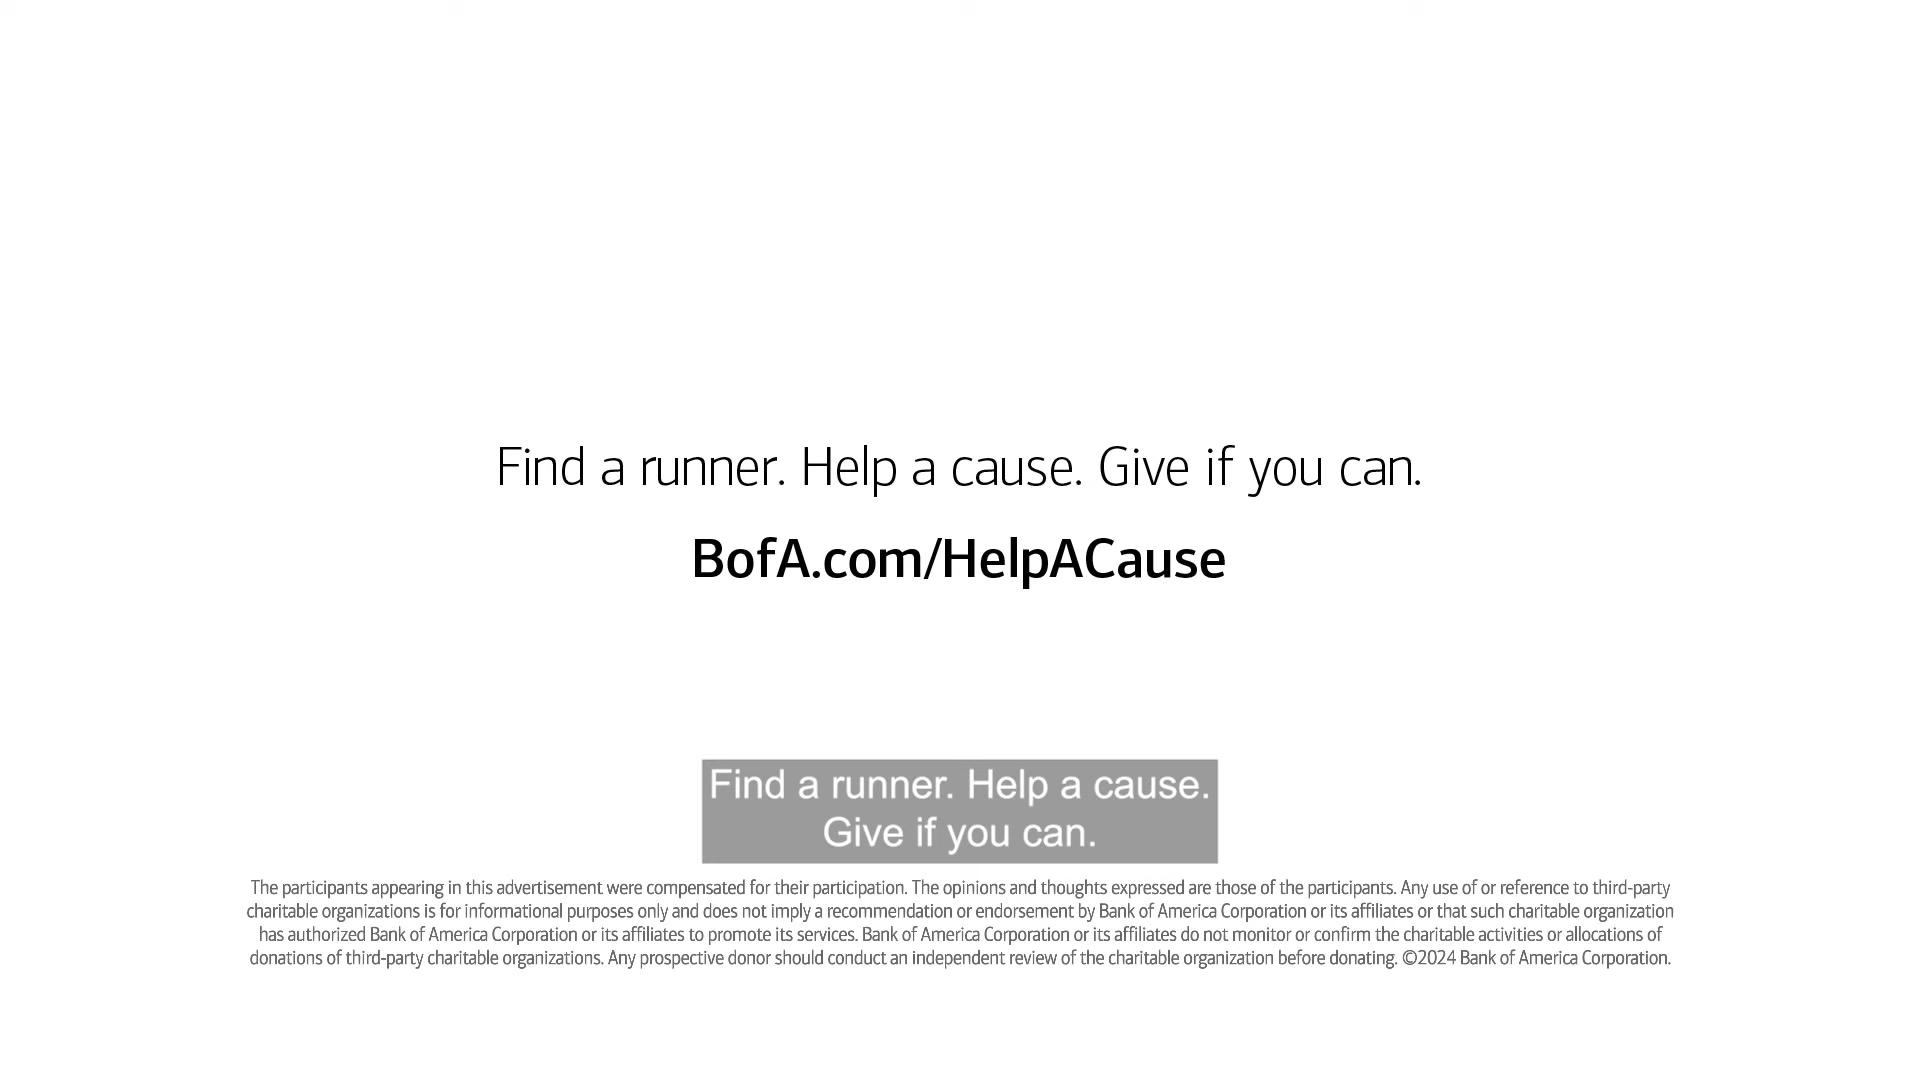 Find a runner. Help a cause. Give if you can.
BofA.com/HelpACause
Find a runner. Help a cause.
Give if you can.
The participants appearing in this advertisement were compensated for their participation. The opinions and thoughts expressed are those of the participants. Any use of or reference to third-party
charitable organizations is for informational purposes only and does not imply a recommendation or endorsement by Bank of America Corporation or its affiliates or that such charitable organization
has authorized Bank of America Corporation or its affiliates to promote its services. Bank of America Corporation or its affiliates do not monitor or confirm the charitable activities or allocations of
donations of third-party charitable organizations. Any prospective donor should conduct an independent review of the charitable organization before donating. ©2024 Bank of America Corporation.